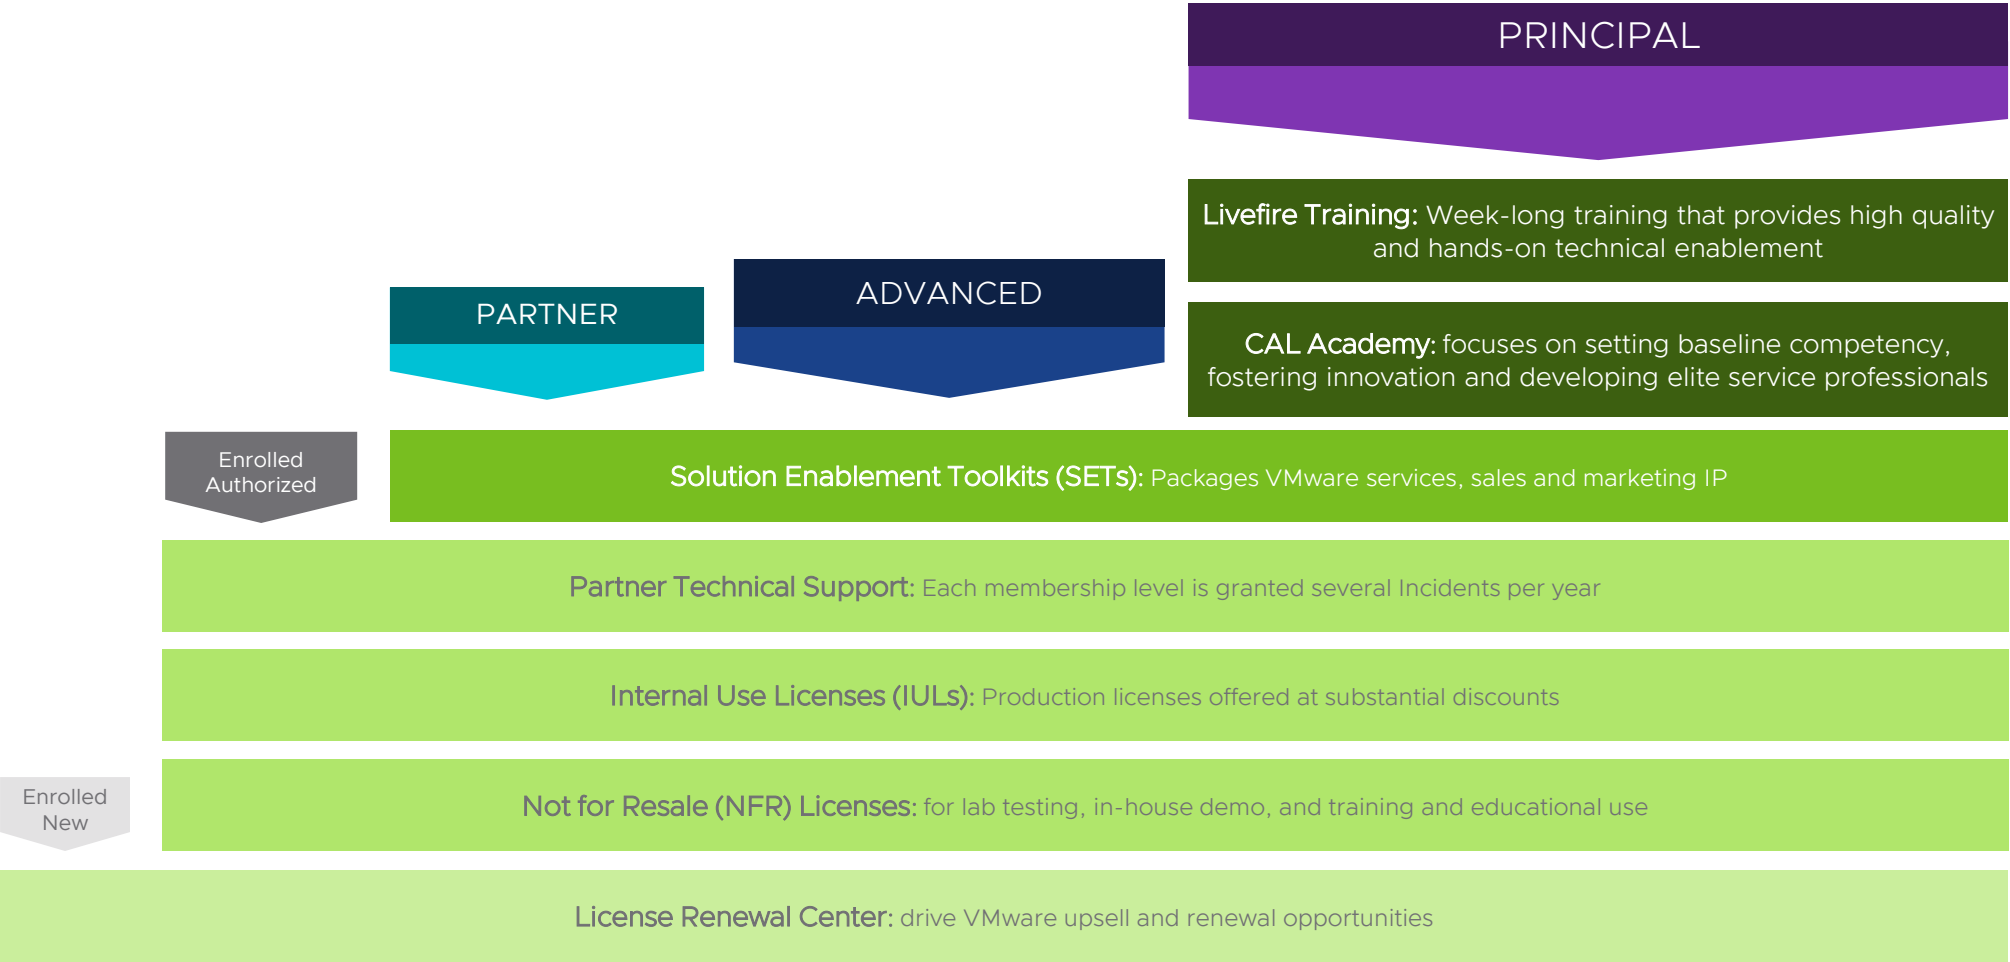 PRINCIPAL
Livefire Training: Week-long training that provides high quality
and hands-on technical enablement
PARTNER
ADVANCED
CAL Academy: focuses on setting baseline competency,
fostering innovation and developing elite service professionals
Enrolled
Authorized
Solution Enablement Toolkits (SETs): Packages VMware services, sales and marketing IP
Partner Technical Support: Each membership level is granted several Incidents per year
Internal Use Licenses (IULs): Production licenses offered at substantial discounts
Enrolled
New
Not for Resale (NFR) Licenses: for lab testing, in-house demo, and training and educational use
License Renewal Center: drive VMware upsell and renewal opportunities